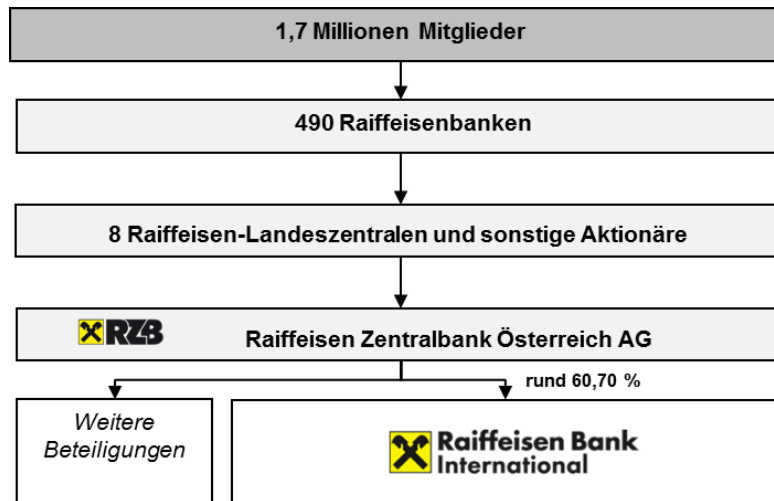 1,7 Millionen Mitglieder
490 Raiffeisenbanken
8 Raiffeisen-Landeszentralen und sonstige Aktionäre
RZB Raiffeisen Zentralbank Österreich AG
rund 60,70 %
Weitere
Beteiligungen
Raiffeisen Bank
International